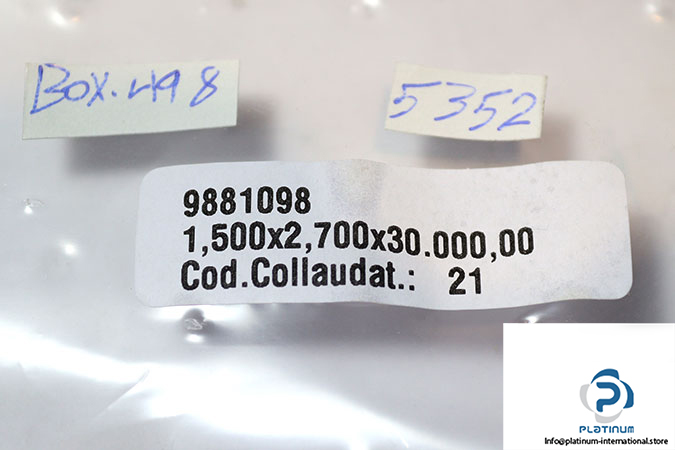 BOX.498
5352
9881098
1,500x2,700x30.000,00
Cod.Collaudat.: 21
PLATINUM
Info@platinum-international.store